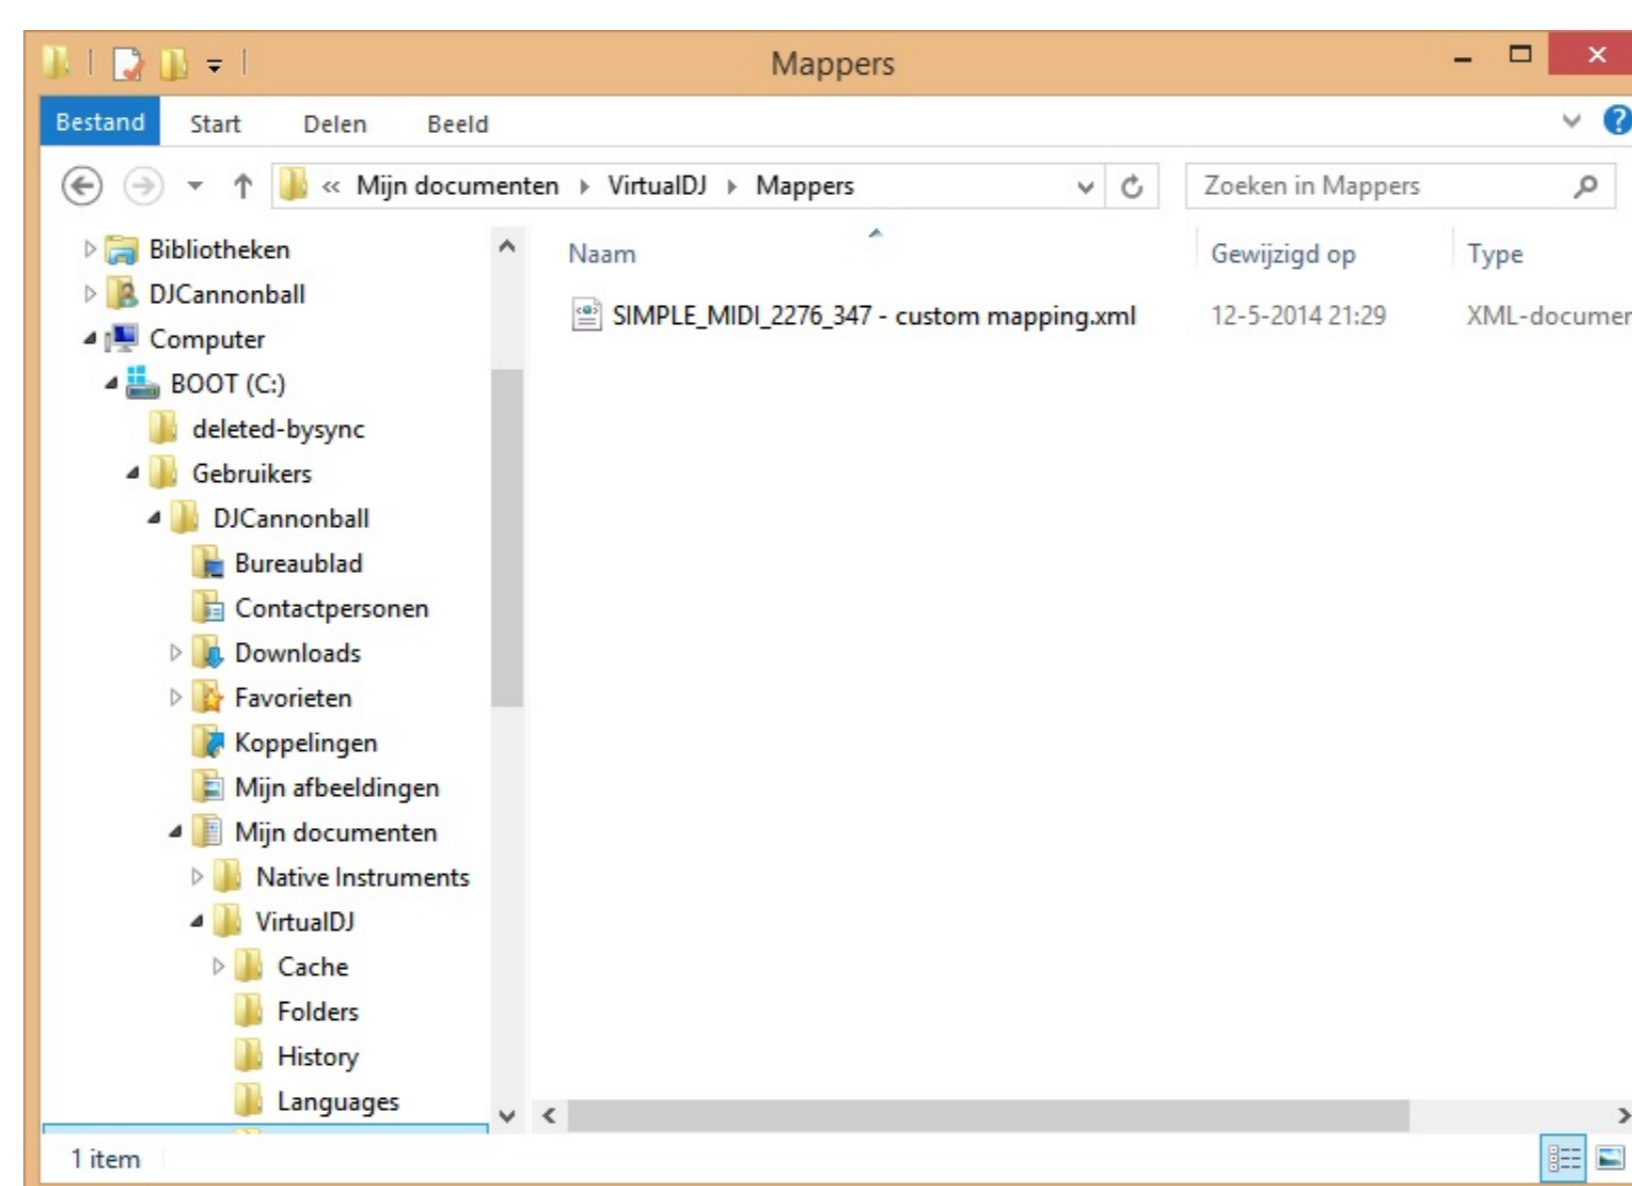 Mappers
Bestand Start Delen Beeld
« Mijn documenten VirtualDJ Mappers Zoeken in Mappers
Naam Gewijzigd op Type
SIMPLE_MIDI_2276_347 - custom mapping.xml 12-5-2014 21:29 XML-documen
Bibliotheken
DJCannonball
Computer
BOOT (C:)
deleted-bysync
Gebruikers
DJCannonball
Bureaublad
Contactpersonen
Downloads
Favorieten
Koppelingen
Mijn afbeeldingen
Mijn documenten
Native Instruments
VirtualDJ
Cache
Folders
History
Languages
1 item